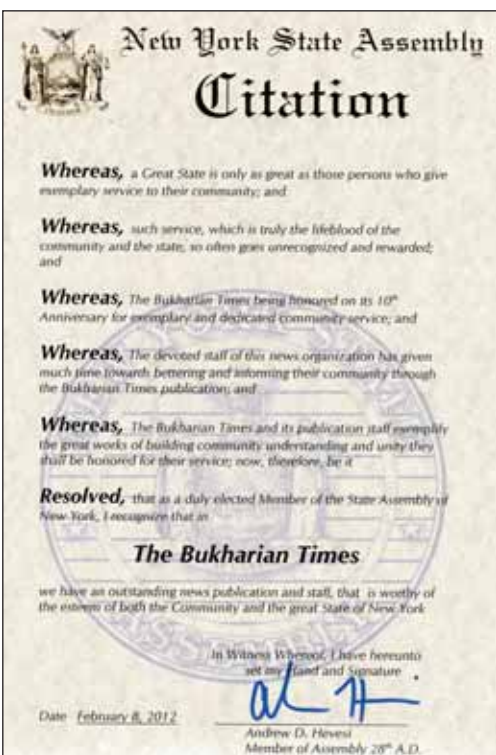 New York State Assembly
Citation
Whereas, a Great State is only as great as those persons who give
exemplary service to their community; and
Whereas, such service, which is truly the lifeblood of the
community and the state, so often goes unrecognized and rewarded;
and
Whereas, The Bukharian Times being honored on its 10th
Anniversary for exemplary and dedicated community service; and
Whereas, The devoted staff of this news organization has given
much time towards bettering and informing their community through
the Bukharian Times publication; and
Whereas, The Bukharian Times and its publication staff exemplify
the great works of building community understanding and unity they
shall be honored for their service; now, therefore, be it
Resolved, that as a duly elected Member of the State Assembly of
New York, I recognize that in
The Bukharian Times
we have an outstanding news publication and staff, that is worthy of
the esteem of both the Community and the great State of New York
In Witness Whereof, I have hereunto
set my Hand and Signature
Date February 8, 2012
Andrew D. Hevesi
Member of Assembly 28th A.D.